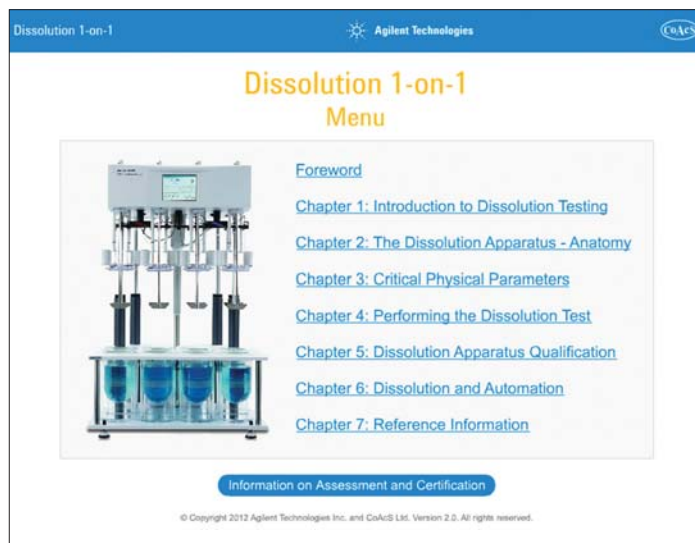 Dissolution 1-on-1
Agilent Technologies
CoAcS
Dissolution 1-on-1
Menu
Foreword
Chapter 1: Introduction to Dissolution Testing
Chapter 2: The Dissolution Apparatus - Anatomy
Chapter 3: Critical Physical Parameters
Chapter 4: Performing the Dissolution Test
Chapter 5: Dissolution Apparatus Qualification
Chapter 6: Dissolution and Automation
Chapter 7: Reference Information
Information on Assessment and Certification
© Copyright 2012 Agilent Technologies Inc. and CoAcS Ltd. Version 2.0. All rights reserved.